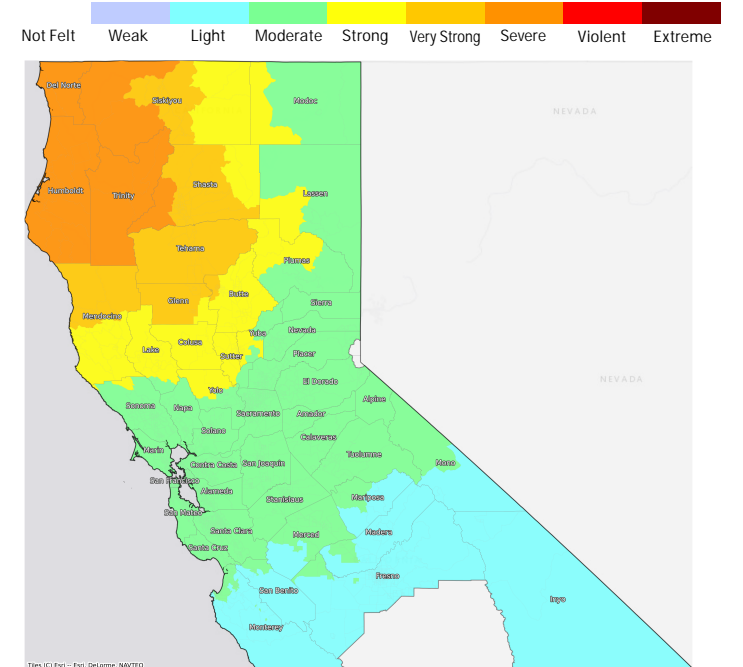 Not Felt Weak Light Moderate Strong Very Strong Severe Violent Extreme
Del Norte
Siskiyou
Modoc
NEVADA
Humboldt
Trinity
Shasta
Lassen
Tehama
Plumas
Glenn
Butte
Sierra
Mendocino
Nevada
Yuba
Colusa
Lake
Sutter
Placer
NEVADA
El Dorado
Yolo
Alpine
Sonoma
Napa
Sacramento
Amador
Solano
Calaveras
Marin
Tuolumne
Contra Costa
San Joaquin
Mono
San Francisco
Alameda
Stanislaus
Mariposa
San Mateo
Santa Clara
Merced
Madera
Santa Cruz
Fresno
San Benito
Inyo
Monterey
Tiles (C) Esri -- Esri, DeLorme, NAVTEQ